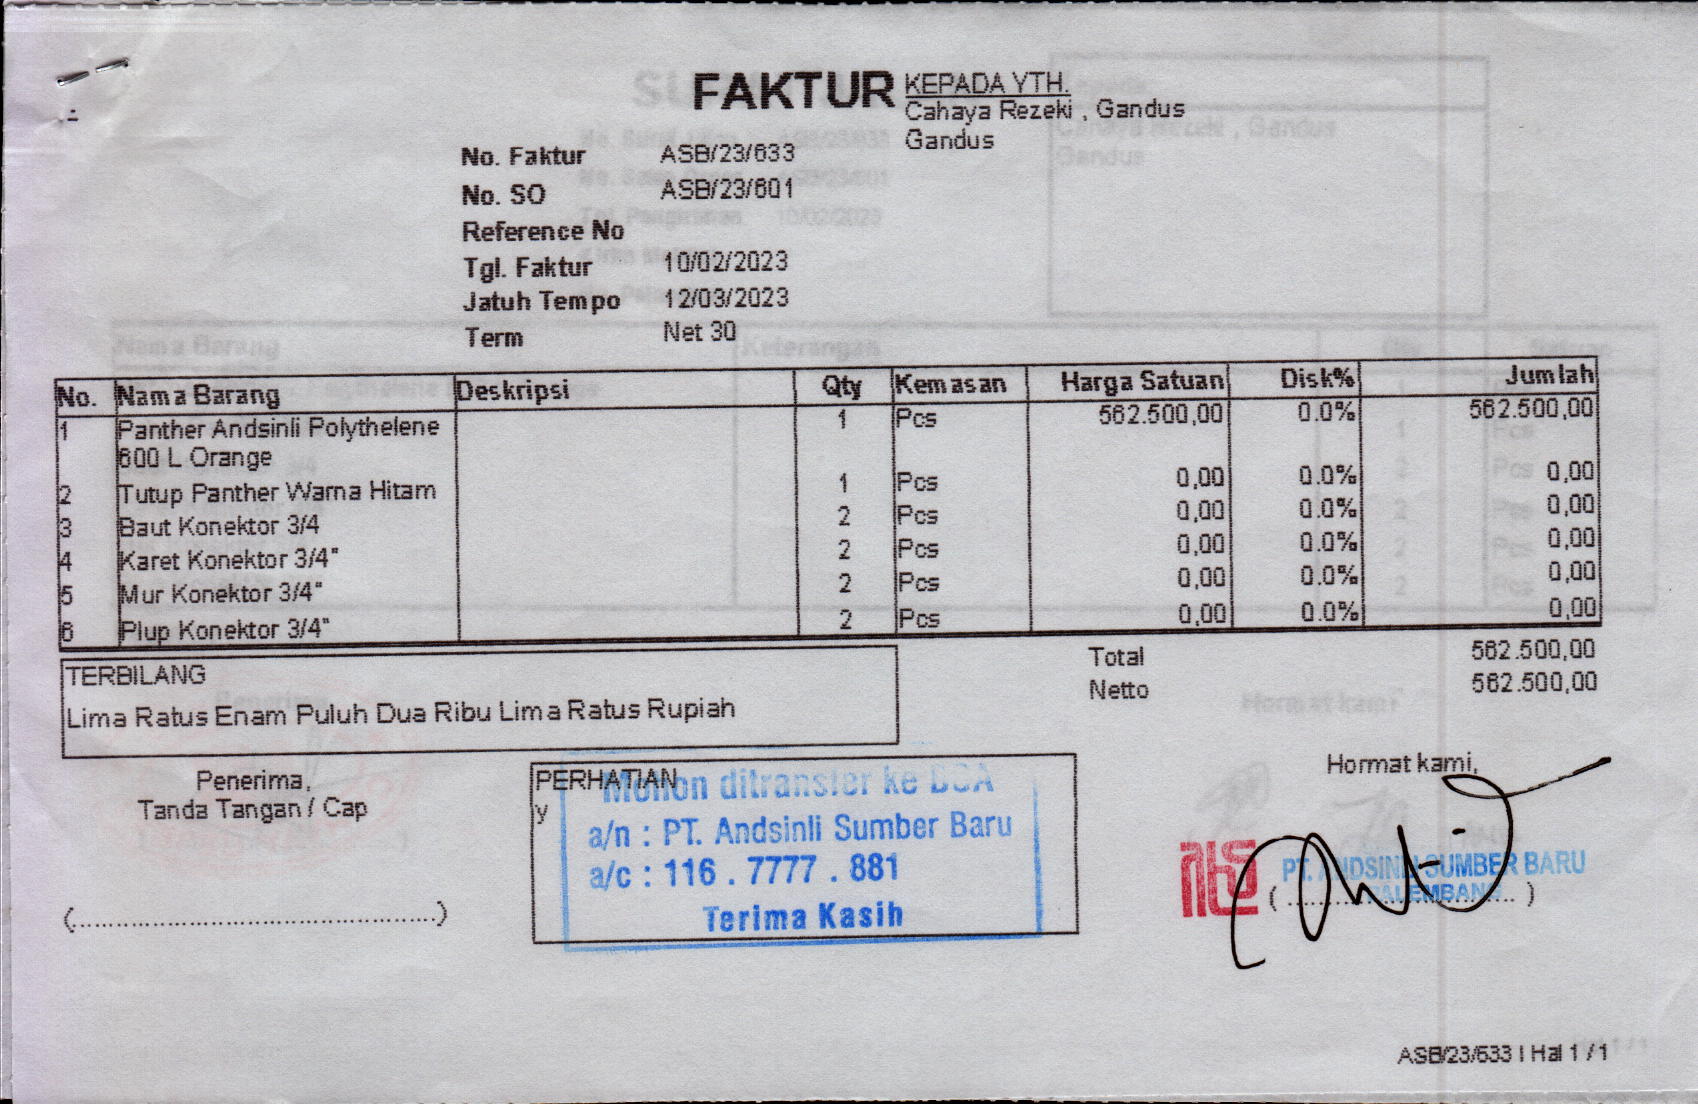 FAKTUR
KEPADA YTH.
Cahaya Rezeki , Gandus
Gandus
No. Faktur ASB/23/633
No. SO ASB/23/601
Reference No
Tgl. Faktur 10/02/2023
Jatuh Tempo 12/03/2023
Term Net 30
No. Nama Barang Deskripsi Qty Kemasan Harga Satuan Disk% Jumlah
1 Panther Andsinli Polythelene 1 Pcs 562.500,00 0.0% 562.500,00
600 L Orange
2 Tutup Panther Warna Hitam 1 Pcs 0,00 0.0% 0,00
3 Baut Konektor 3/4 2 Pcs 0,00 0.0% 0,00
4 Karet Konektor 3/4" 2 Pcs 0,00 0.0% 0,00
5 Mur Konektor 3/4" 2 Pcs 0,00 0.0% 0,00
6 Plup Konektor 3/4" 2 Pcs 0,00 0.0% 0,00
Total 562.500,00
Netto 562.500,00
TERBILANG
Lima Ratus Enam Puluh Dua Ribu Lima Ratus Rupiah
Penerima,
Tanda Tangan / Cap
(......................................)
PERHATIAN
y
Mohon ditransfer ke BCA
a/n : PT. Andsinli Sumber Baru
a/c : 116 . 7777 . 881
Terima Kasih
Hormat kami,
PT. ANDSINLI SUMBER BARU
PALEMBANG
(......................................)
ASB/23/633 | Hal 1 / 1